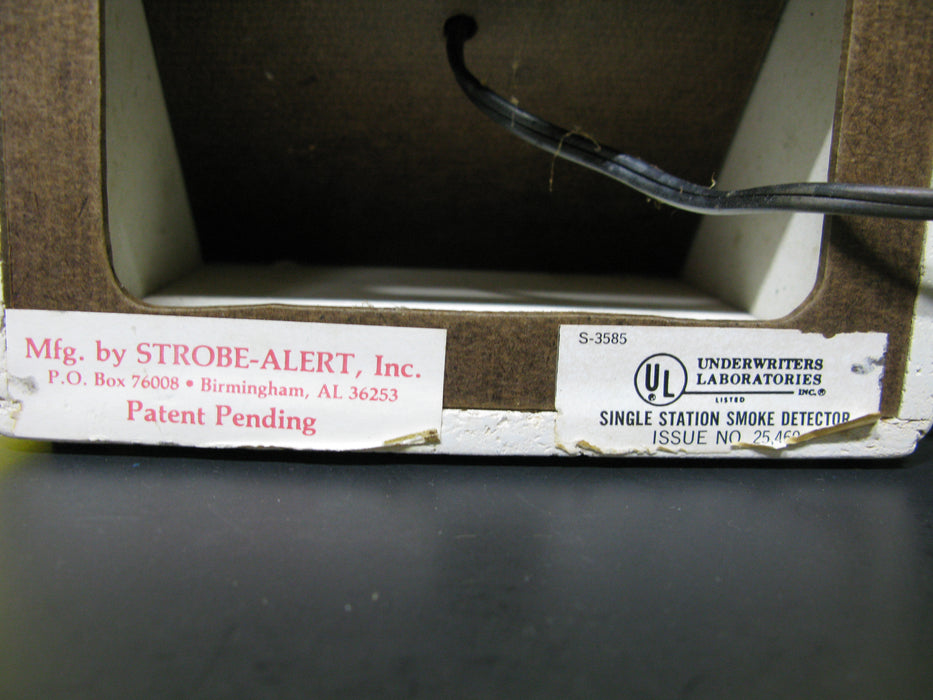 Mfg. by STROBE-ALERT, Inc.
P.O. Box 76008 • Birmingham, AL 36253
Patent Pending
S-3585
UL
®
UNDERWRITERS
LABORATORIES
INC.®
LISTED
SINGLE STATION SMOKE DETECTOR
ISSUE NO.